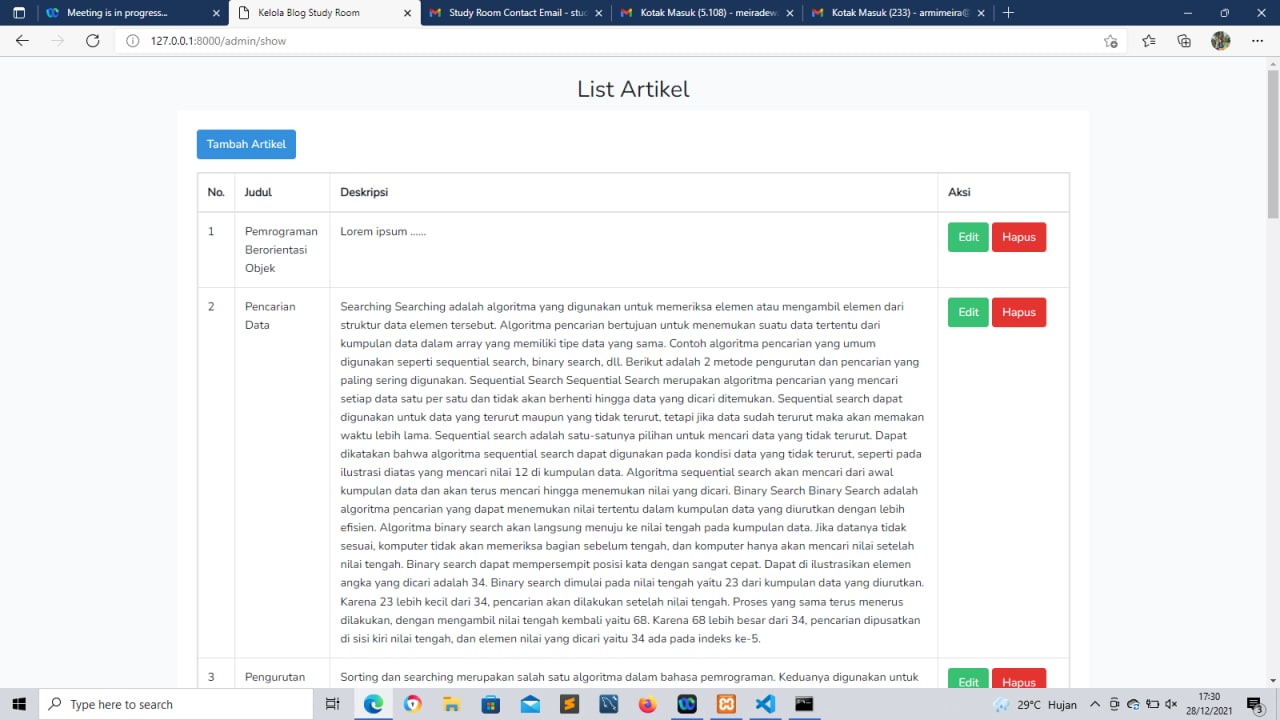 Meeting is in progress...
Kelola Blog Study Room
Study Room Contact Email - stud
Kotak Masuk (5.108) - meiradewa
Kotak Masuk (233) - armimeira@
127.0.0.1:8000/admin/show
List Artikel
Tambah Artikel
No. Judul Deskripsi Aksi
1 Pemrograman Berorientasi Objek Lorem ipsum ...... Edit Hapus
2 Pencarian Data Edit Hapus
Searching Searching adalah algoritma yang digunakan untuk memeriksa elemen atau mengambil elemen dari
struktur data elemen tersebut. Algoritma pencarian bertujuan untuk menemukan suatu data tertentu dari
kumpulan data dalam array yang memiliki tipe data yang sama. Contoh algoritma pencarian yang umum
digunakan seperti sequential search, binary search, dll. Berikut adalah 2 metode pengurutan dan pencarian yang
paling sering digunakan. Sequential Search Sequential Search merupakan algoritma pencarian yang mencari
setiap data satu per satu dan tidak akan berhenti hingga data yang dicari ditemukan. Sequential search dapat
digunakan untuk data yang terurut maupun yang tidak terurut, tetapi jika data sudah terurut maka akan memakan
waktu lebih lama. Sequential search adalah satu-satunya pilihan untuk mencari data yang tidak terurut. Dapat
dikatakan bahwa algoritma sequential search dapat digunakan pada kondisi data yang tidak terurut, seperti pada
ilustrasi diatas yang mencari nilai 12 di kumpulan data. Algoritma sequential search akan mencari dari awal
kumpulan data dan akan terus mencari hingga menemukan nilai yang dicari. Binary Search Binary Search adalah
algoritma pencarian yang dapat menemukan nilai tertentu dalam kumpulan data yang diurutkan dengan lebih
efisien. Algoritma binary search akan langsung menuju ke nilai tengah pada kumpulan data. Jika datanya tidak
sesuai, komputer tidak akan memeriksa bagian sebelum tengah, dan komputer hanya akan mencari nilai setelah
nilai tengah. Binary search dapat mempersempit posisi kata dengan sangat cepat. Dapat di ilustrasikan elemen
angka yang dicari adalah 34. Binary search dimulai pada nilai tengah yaitu 23 dari kumpulan data yang diurutkan.
Karena 23 lebih kecil dari 34, pencarian akan dilakukan setelah nilai tengah. Proses yang sama terus menerus
dilakukan, dengan mengambil nilai tengah kembali yaitu 68. Karena 68 lebih besar dari 34, pencarian dipusatkan
di sisi kiri nilai tengah, dan elemen nilai yang dicari yaitu 34 ada pada indeks ke-5.
3 Pengurutan Sorting dan searching merupakan salah satu algoritma dalam bahasa pemrograman. Keduanya digunakan untuk Edit Hapus
Type here to search
29°C Hujan
17:30
28/12/2021
3